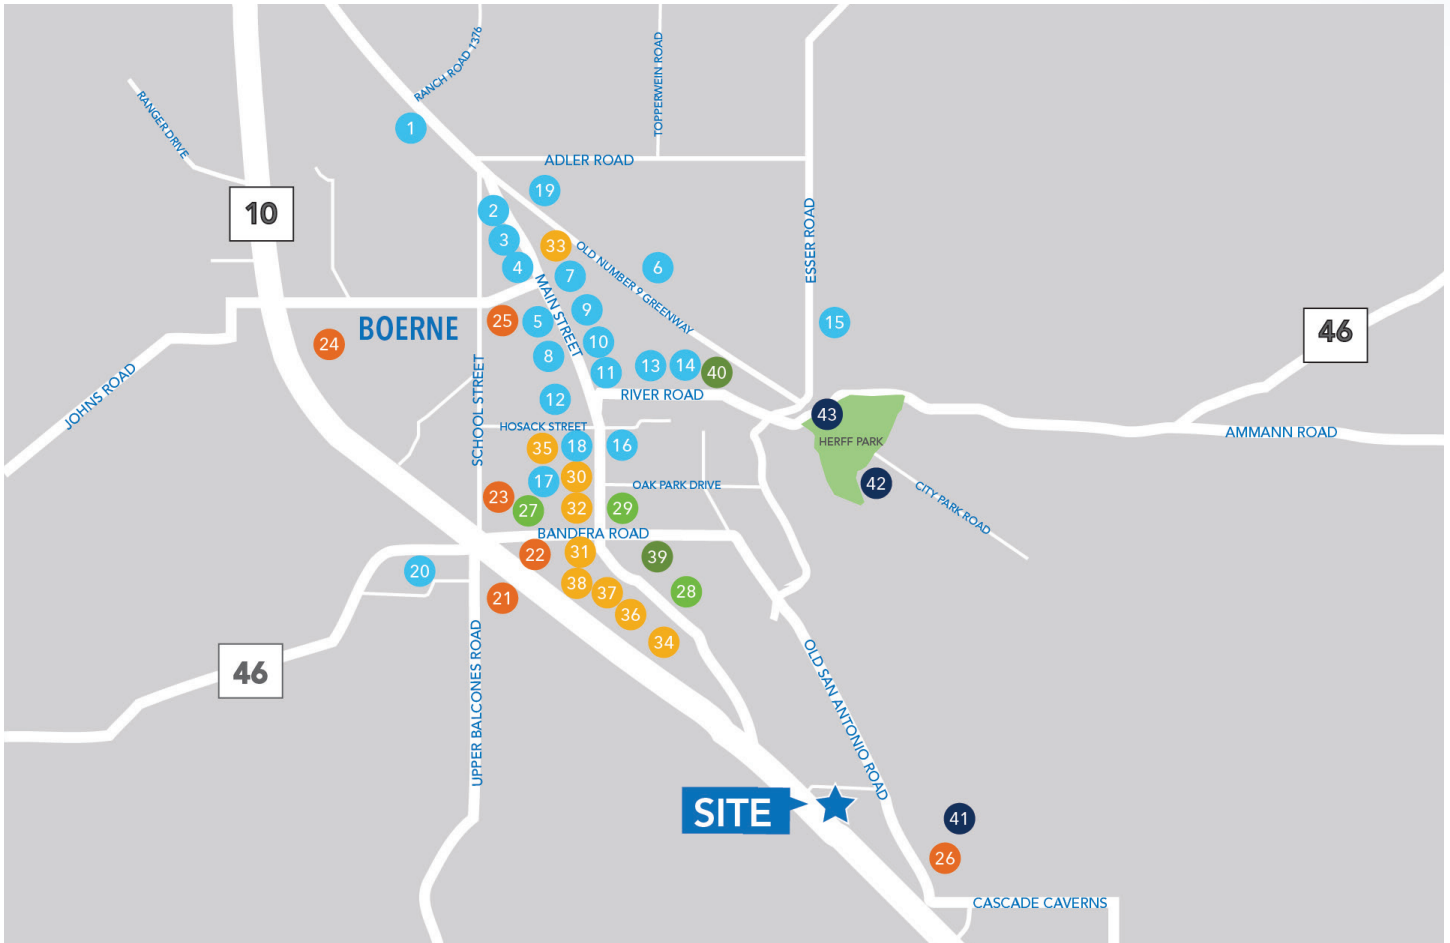 RANCH ROAD 1376
TOPPERWEIN ROAD
RANGER DRIVE
1
ADLER ROAD
19
10
2
3
33
OLD NUMBER 9 GREENWAY
4
7
6
ESSER ROAD
MAIN STREET
25
5
9
15
BOERNE
46
24
10
8
11
13
14
40
JOHNS ROAD
SCHOOL STREET
12
RIVER ROAD
43
HOSACK STREET
HERFF PARK
AMMANN ROAD
35
18
16
23
17
30
OAK PARK DRIVE
42
CITY PARK ROAD
27
32
29
BANDERA ROAD
22
31
39
20
21
38
37
28
36
34
46
UPPER BALCONES ROAD
OLD SAN ANTONIO ROAD
SITE
41
26
CASCADE CAVERNS